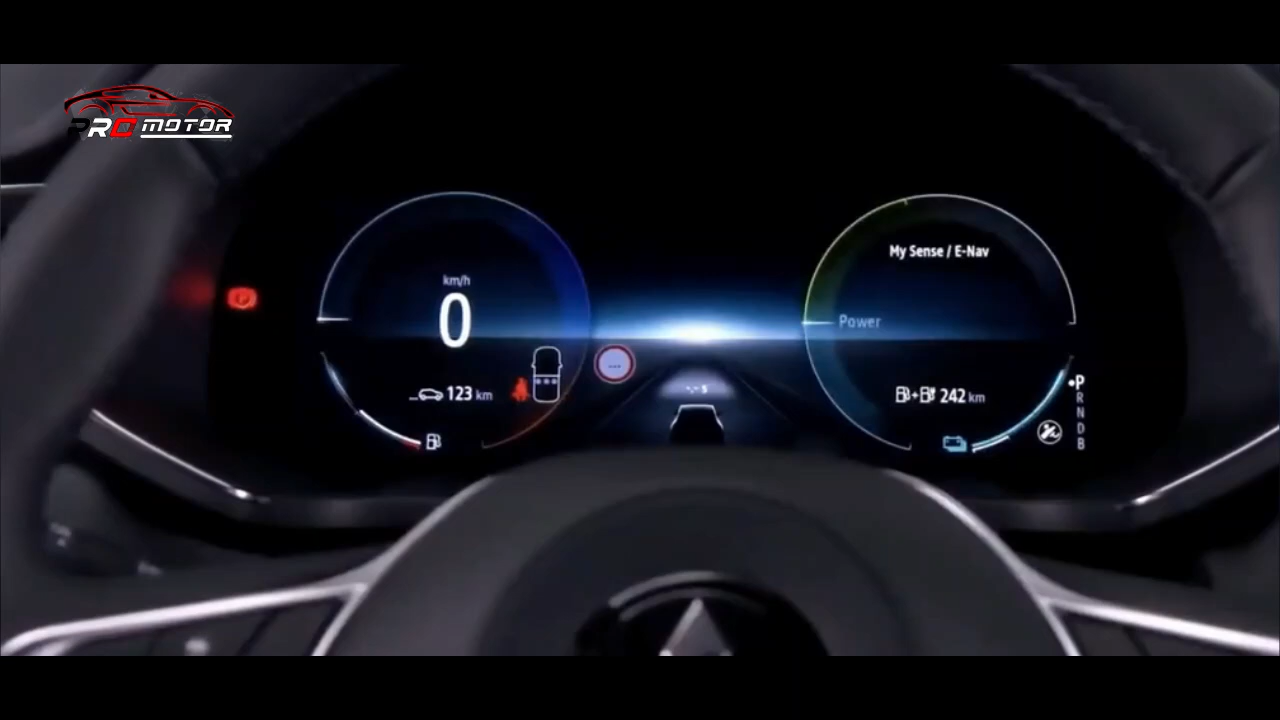 PRO MOTOR
My Sense / E-Nav
km/h
0
Power
123 km
242 km
P
R
N
D
B